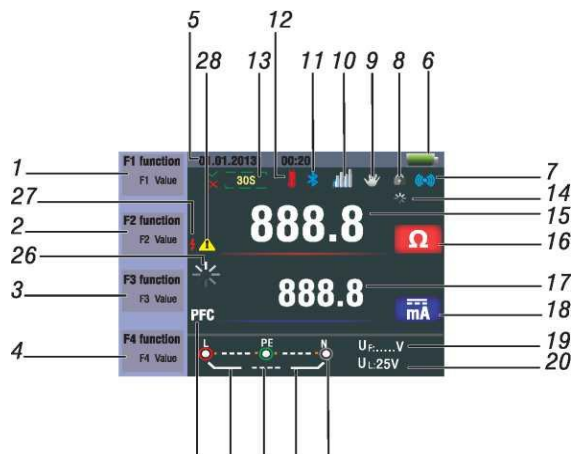 12
5
28
13
11
10
9
8
6
F1 function
F1 Value
01.01.2013
00:20
30S
1
7
27
14
888.8
15
F2 function
F2 Value
2
Ω
16
26
F3 function
F3 Value
3
888.8
17
PFC
mA
18
F4 function
F4 Value
4
L
PE
N
UF:.....V
19
UL:25V
20